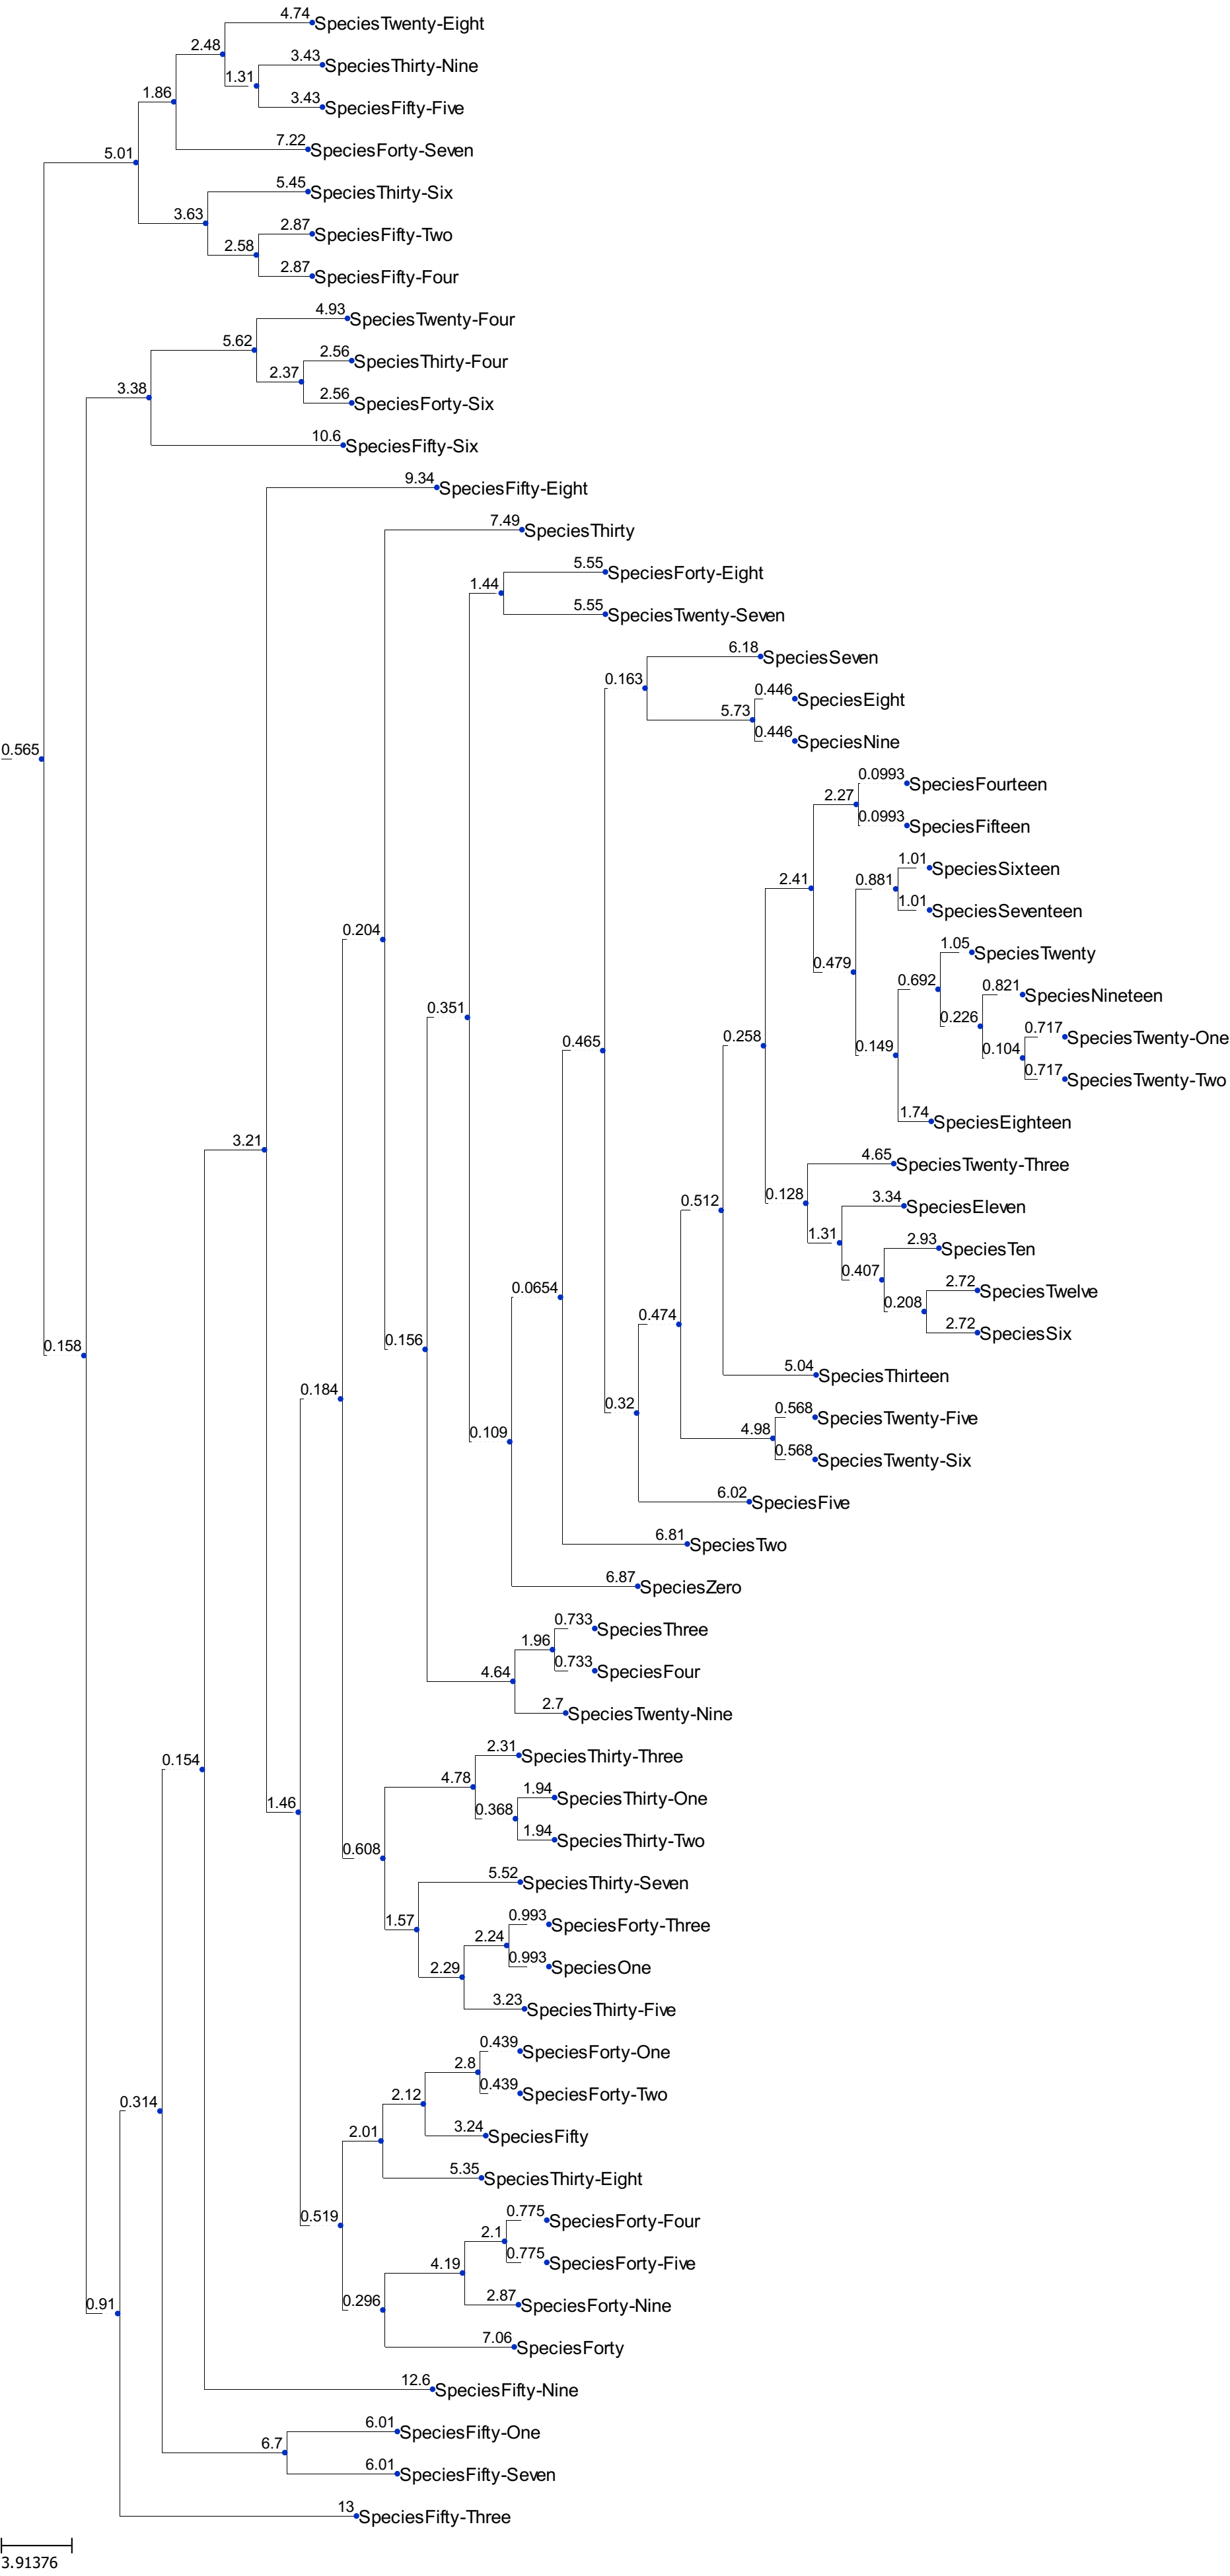 4.74 SpeciesTwenty-Eight
2.48
3.43 SpeciesThirty-Nine
1.31
1.86
3.43 SpeciesFifty-Five
7.22 SpeciesForty-Seven
5.01
5.45 SpeciesThirty-Six
3.63
2.87 SpeciesFifty-Two
2.58
2.87 SpeciesFifty-Four
4.93 SpeciesTwenty-Four
5.62
2.56 SpeciesThirty-Four
2.37
3.38
2.56 SpeciesForty-Six
10.6 SpeciesFifty-Six
9.34 SpeciesFifty-Eight
7.49 SpeciesThirty
5.55 SpeciesForty-Eight
1.44
5.55 SpeciesTwenty-Seven
6.18 SpeciesSeven
0.163
0.446 SpeciesEight
5.73
0.446 SpeciesNine
0.565
0.0993 SpeciesFourteen
2.27
0.0993 SpeciesFifteen
1.01 SpeciesSixteen
2.41
0.881
1.01 SpeciesSeventeen
0.204
1.05 SpeciesTwenty
0.479
0.692
0.821 SpeciesNineteen
0.351
0.226
0.717 SpeciesTwenty-One
0.258
0.465
0.149
0.104
0.717 SpeciesTwenty-Two
1.74 SpeciesEighteen
3.21
4.65 SpeciesTwenty-Three
0.128
0.512
3.34 SpeciesEleven
1.31
2.93 SpeciesTen
0.407
0.0654
2.72 SpeciesTwelve
0.208
0.474
2.72 SpeciesSix
0.158
0.156
5.04 SpeciesThirteen
0.184
0.32
0.568 SpeciesTwenty-Five
0.109
4.98
0.568 SpeciesTwenty-Six
6.02 SpeciesFive
6.81 SpeciesTwo
6.87 SpeciesZero
0.733 SpeciesThree
1.96
0.733 SpeciesFour
4.64
2.7 SpeciesTwenty-Nine
2.31 SpeciesThirty-Three
0.154
4.78
1.94 SpeciesThirty-One
1.46
0.368
1.94 SpeciesThirty-Two
0.608
5.52 SpeciesThirty-Seven
1.57
0.993 SpeciesForty-Three
2.24
0.993 SpeciesOne
2.29
3.23 SpeciesThirty-Five
0.439 SpeciesForty-One
2.8
0.439 SpeciesForty-Two
2.12
0.314
3.24 SpeciesFifty
2.01
5.35 SpeciesThirty-Eight
0.519
0.775 SpeciesForty-Four
2.1
0.775 SpeciesForty-Five
4.19
2.87 SpeciesForty-Nine
0.91
0.296
7.06 SpeciesForty
12.6 SpeciesFifty-Nine
6.01 SpeciesFifty-One
6.7
6.01 SpeciesFifty-Seven
13 SpeciesFifty-Three
3.91376